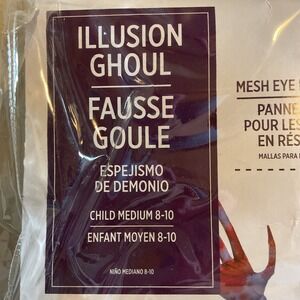 ILLUSION
GHOUL
FAUSSE
GOULE
ESPEJISMO
DE DEMONIO
CHILD MEDIUM 8-10
ENFANT MOYEN 8-10
NIÑO MEDIANO 8-10
MESH EYE
PANNE
POUR LES
EN RÉS
MALLAS PARA